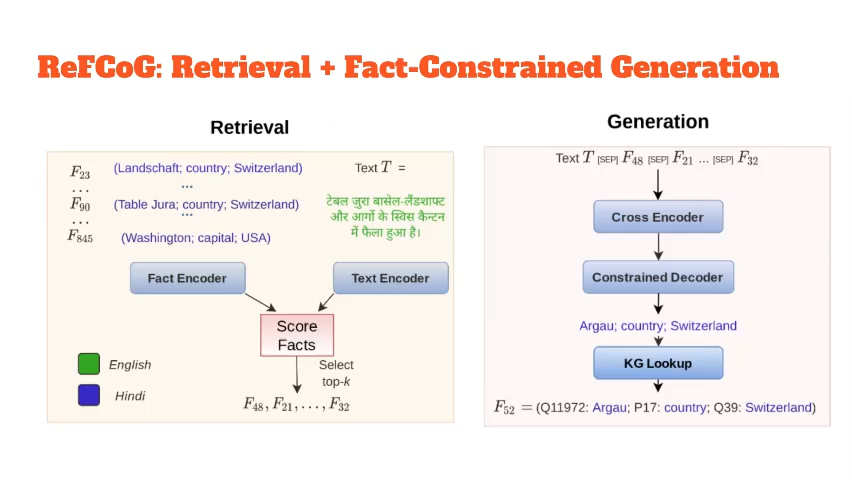 ReFCoG: Retrieval + Fact-Constrained Generation
Retrieval
F23 (Landschaft; country; Switzerland)
...
...
F90 (Table Jura; country; Switzerland)
...
...
F845 (Washington; capital; USA)
Text T =
टेबल जुरा बासेल-लैंडशाफ्ट
और आर्गो के स्विस कैन्टन
में फैला हुआ है।
Fact Encoder
Text Encoder
Score
Facts
Select
top-k
English
Hindi
F48, F21, . . . , F32
Generation
Text T [SEP] F48 [SEP] F21 ... [SEP] F32
Cross Encoder
Constrained Decoder
Argau; country; Switzerland
KG Lookup
F52 = (Q11972: Argau; P17: country; Q39: Switzerland)